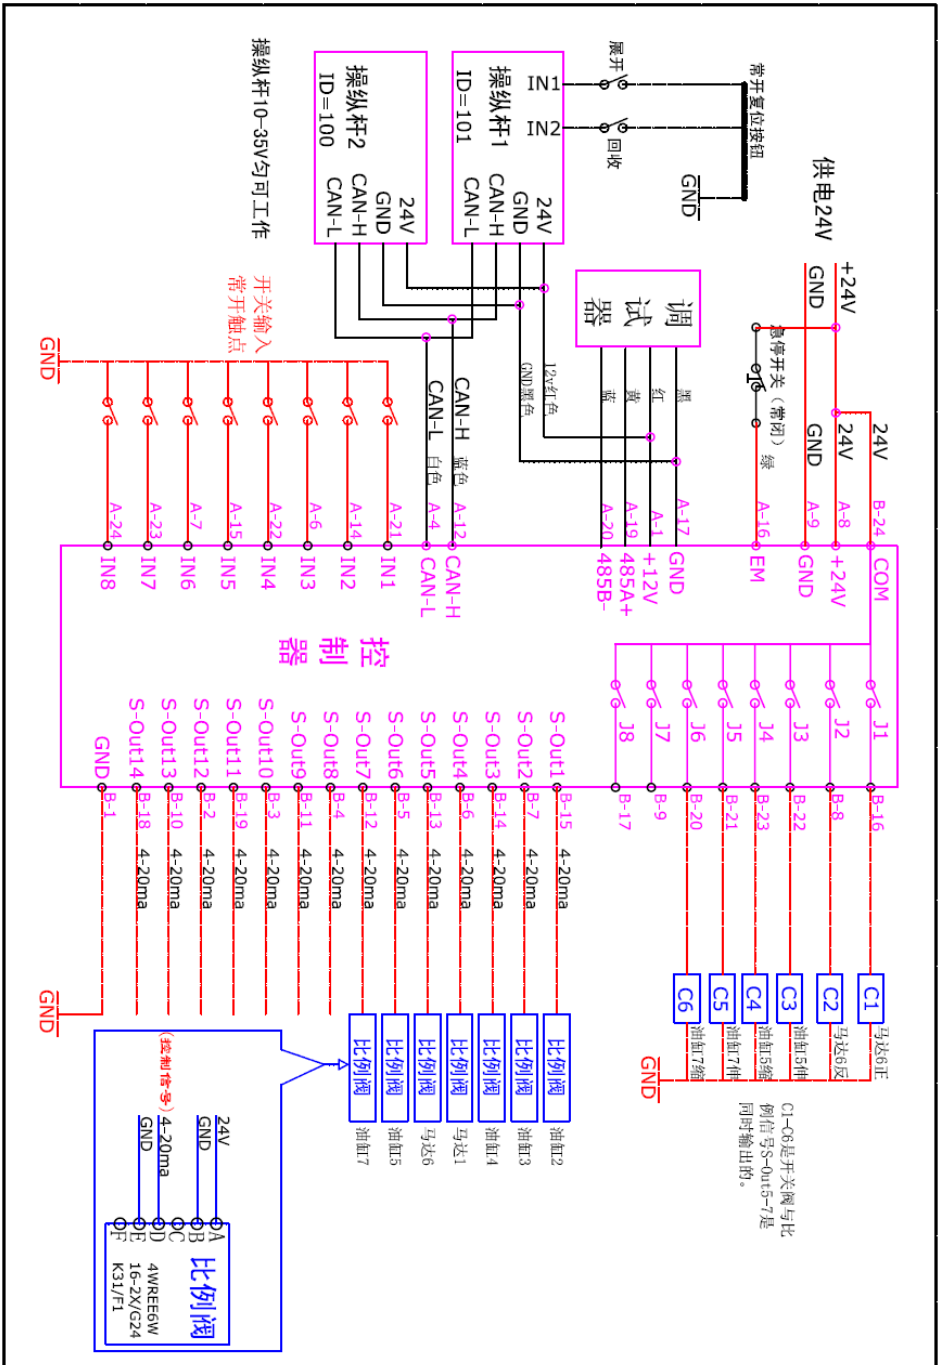 常开复位按钮
GND
展开
回收
IN1
IN2
操纵杆1
ID=101
24V
GND
CAN-H
CAN-L
操纵杆2
ID=100
24V
GND
CAN-H
CAN-L
操纵杆10-35V匀可工作
供电24V
+24V
GND
24V
24V
GND
急停开关（常闭）
绿
调试器
黑
红
黄
蓝
12v红色
GND黑色
CAN-H 蓝色
CAN-L 白色
开关输入
常开触点
GND
B-24
A-8
A-9
A-16
A-17
A-1
A-19
A-20
A-12
A-4
A-21
A-14
A-6
A-22
A-15
A-7
A-23
A-24
COM
+24V
GND
EM
GND
+12V
485A+
485B-
CAN-H
CAN-L
IN1
IN2
IN3
IN4
IN5
IN6
IN7
IN8
控制器
J1
J2
J3
J4
J5
J6
J7
J8
S-Out1
S-Out2
S-Out3
S-Out4
S-Out5
S-Out6
S-Out7
S-Out8
S-Out9
S-Out10
S-Out11
S-Out12
S-Out13
S-Out14
GND
B-16
B-8
B-22
B-23
B-21
B-20
B-9
B-17
B-15
B-7
B-14
B-6
B-13
B-5
B-12
B-4
B-11
B-3
B-19
B-2
B-10
B-18
B-1
4-20ma
4-20ma
4-20ma
4-20ma
4-20ma
4-20ma
4-20ma
4-20ma
4-20ma
4-20ma
4-20ma
4-20ma
4-20ma
4-20ma
C1
C2
C3
C4
C5
C6
马达6正
马达6反
油缸5伸
油缸5缩
油缸7伸
油缸7缩
GND
C1-C6是开关阀与比
例信号S-Out5-7是
同时输出的。
比例阀
比例阀
比例阀
比例阀
比例阀
比例阀
比例阀
油缸2
油缸3
油缸4
马达1
马达6
油缸5
油缸7
GND
24V
GND
4-20ma
（控制信号）
GND
A
B
C
D
E
F
比例阀
4WREE6W
16-2X/G24
K31/F1